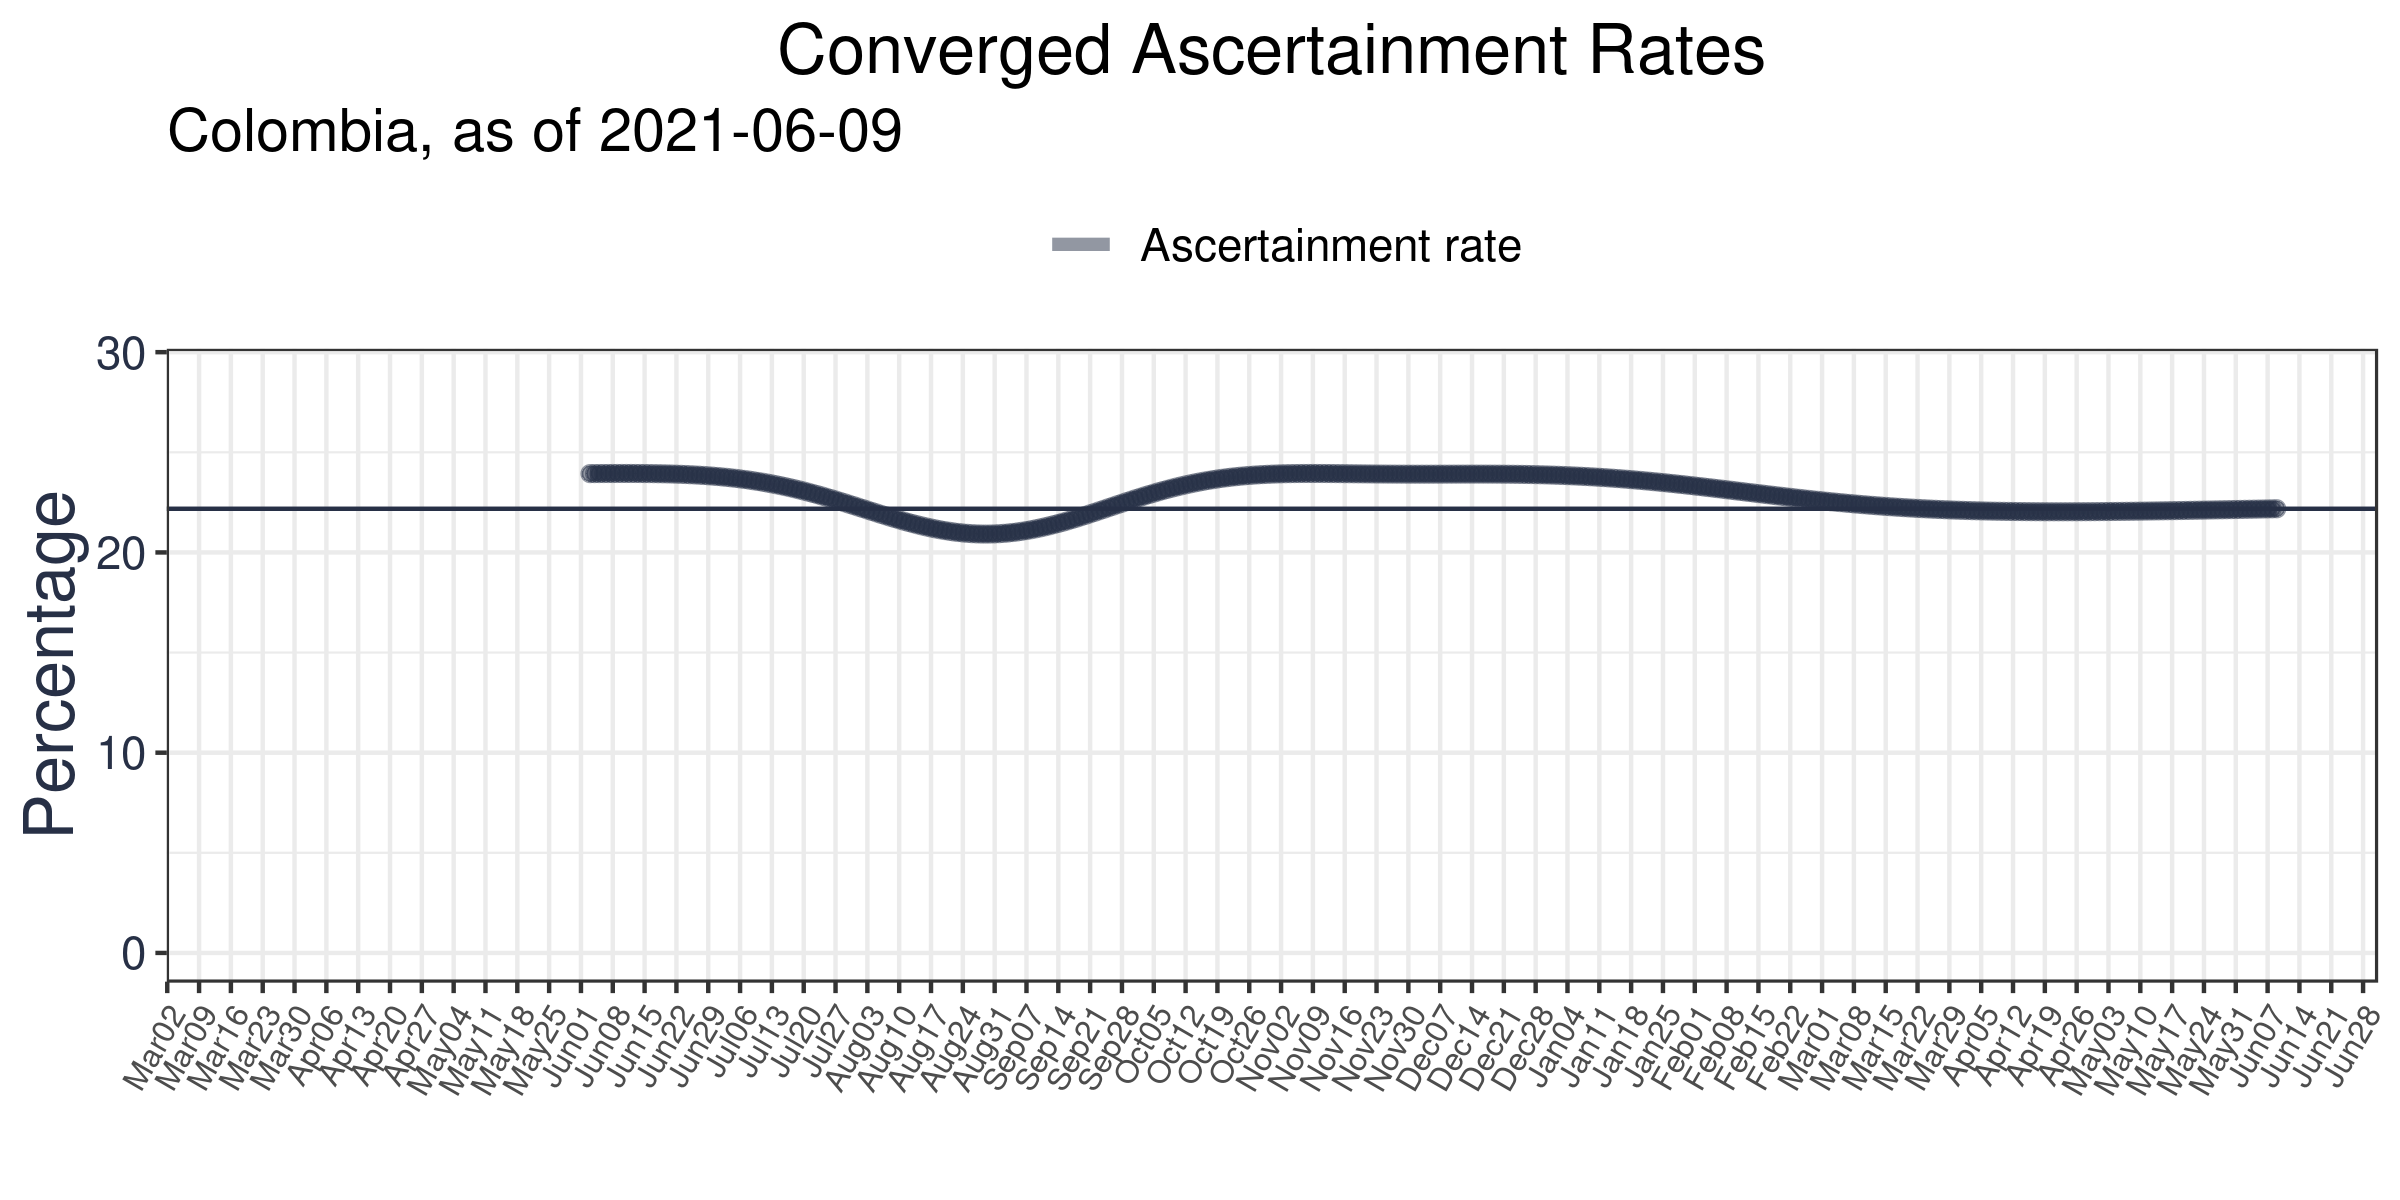 Converged Ascertainment Rates
Colombia, as of 2021-06-09
Ascertainment rate
Percentage
30
20
10
0
Mar02 Mar09 Mar16 Mar23 Mar30 Apr06 Apr13 Apr20 Apr27 May04 May11 May18 May25 Jun01 Jun08 Jun15 Jun22 Jun29 Jul06 Jul13 Jul20 Jul27 Aug03 Aug10 Aug17 Aug24 Aug31 Sep07 Sep14 Sep21 Sep28 Oct05 Oct12 Oct19 Oct26 Nov02 Nov09 Nov16 Nov23 Nov30 Dec07 Dec14 Dec21 Dec28 Jan04 Jan11 Jan18 Jan25 Feb01 Feb08 Feb15 Feb22 Mar01 Mar08 Mar15 Mar22 Mar29 Apr05 Apr12 Apr19 Apr26 May03 May10 May17 May24 May31 Jun07 Jun14 Jun21 Jun28